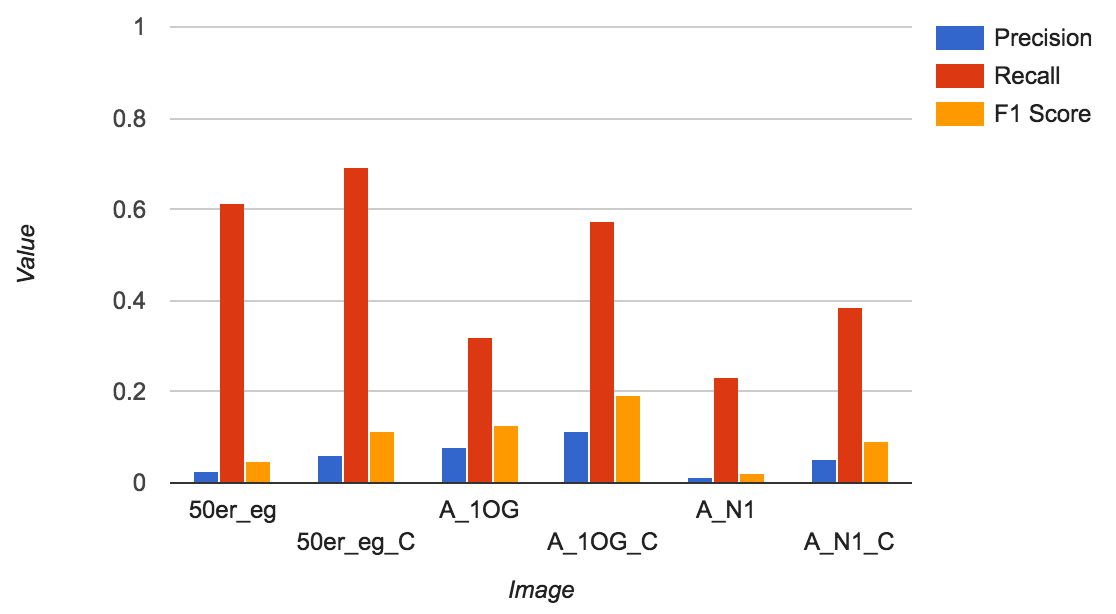 1
0.8
0.6
0.4
0.2
0
Value
50er_eg
50er_eg_C
A_1OG
A_1OG_C
A_N1
A_N1_C
Image
Precision
Recall
F1 Score